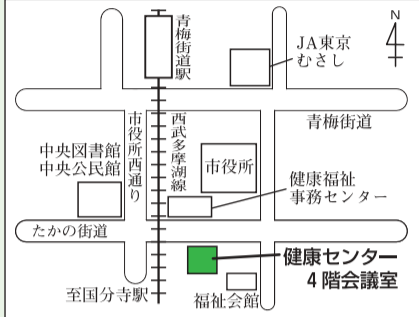 青梅街道駅
N
4
JA東京
むさし
青梅街道
市役所西通り
西武多摩湖線
中央図書館
中央公民館
市役所
健康福祉
事務センター
たかの街道
健康センター
4階会議室
至国分寺駅
福祉会館